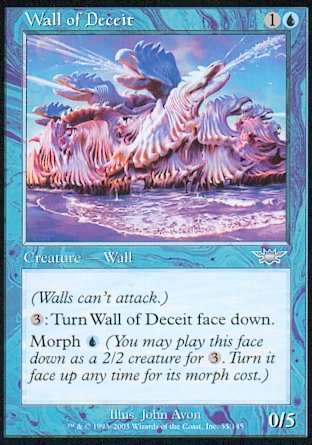 Wall of Deceit 1
Creature — Wall
(Walls can't attack.)
3: Turn Wall of Deceit face down.
Morph (You may play this face
down as a 2/2 creature for 3. Turn it
face up any time for its morph cost.)
Illus. John Avon
™ & © 1993-2003 Wizards of the Coast, Inc. 35/145
0/5